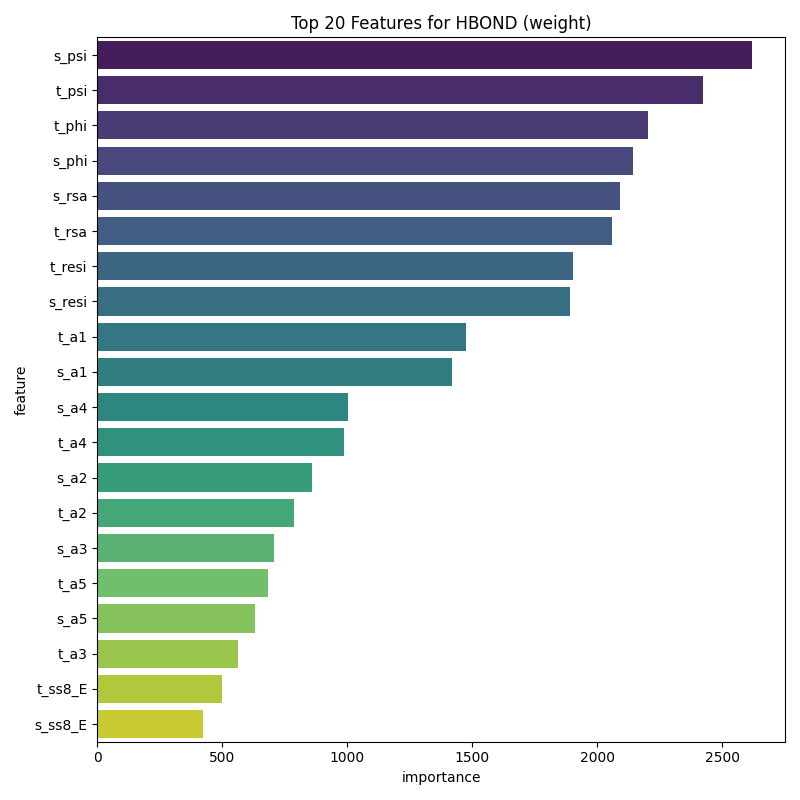 Top 20 Features for HBOND (weight)
s_psi
t_psi
t_phi
s_phi
s_rsa
t_rsa
t_resi
s_resi
t_a1
s_a1
s_a4
t_a4
s_a2
t_a2
s_a3
t_a5
s_a5
t_a3
t_ss8_E
s_ss8_E
feature
0 500 1000 1500 2000 2500
importance